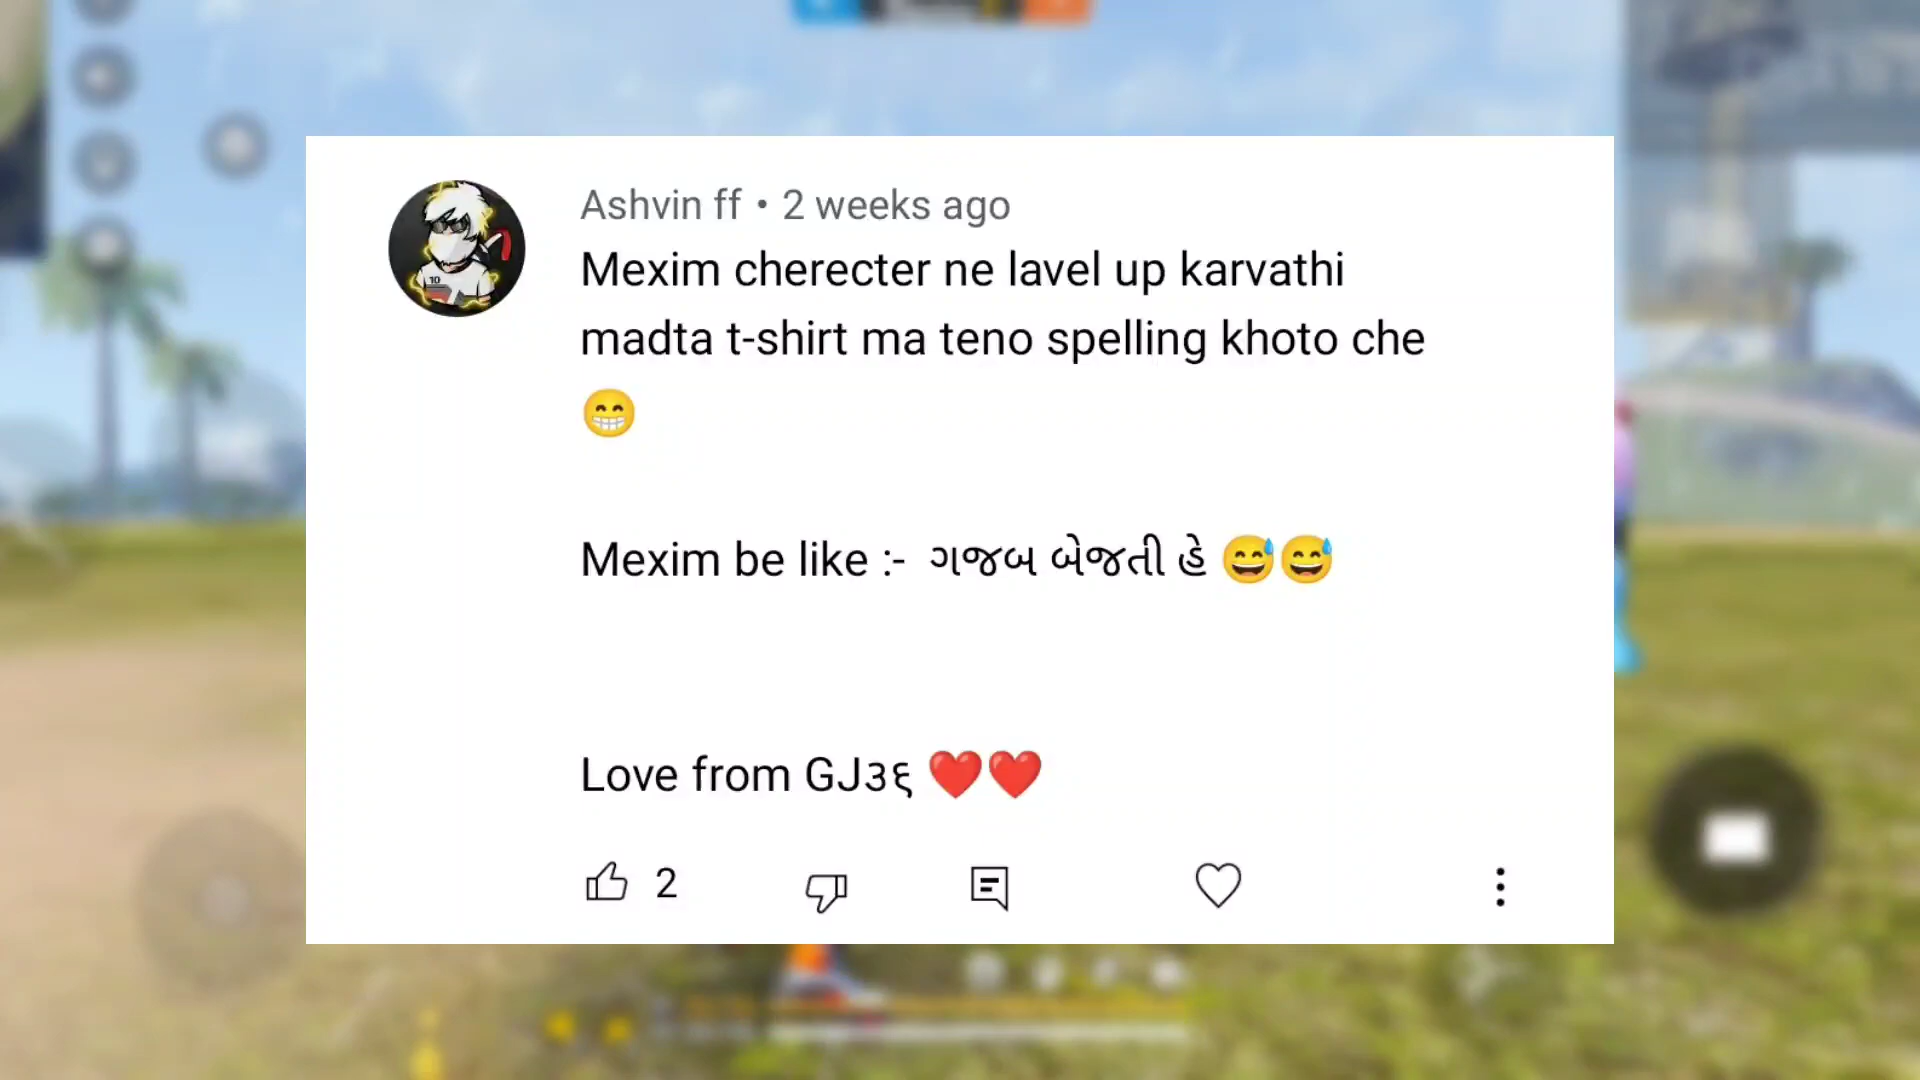 Ashvin ff • 2 weeks ago
Mexim cherecter ne lavel up karvathi
madta t-shirt ma teno spelling khoto che
😁
Mexim be like :- ગજબ બેજતી હે 😅😅
Love from GJ૩૬ ❤️❤️
2